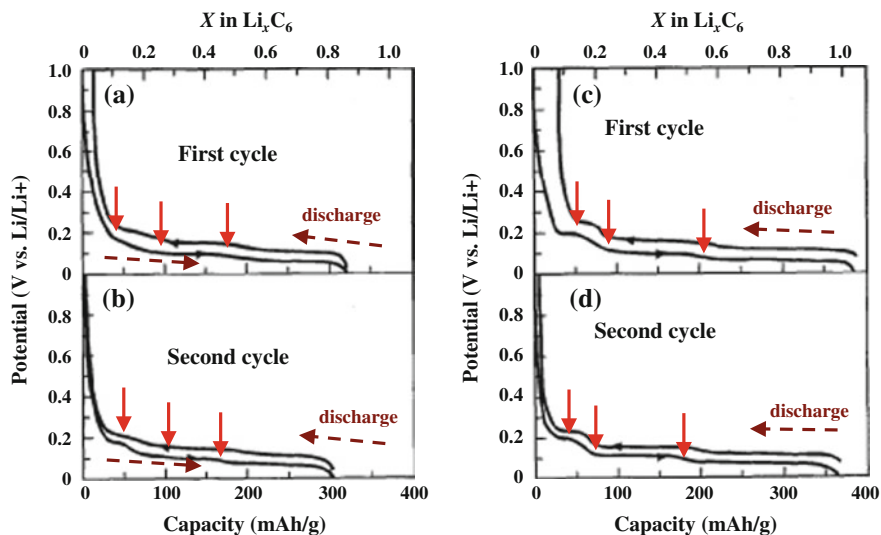 X in LixC6
0 0.2 0.4 0.6 0.8 1.0
1.0
0.8
0.6
0.4
0.2
0
(a)
First cycle
discharge
(b)
Second cycle
discharge
0.8
0.6
0.4
0.2
0
Potential (V vs. Li/Li+)
0 100 200 300 400
Capacity (mAh/g)
X in LixC6
0 0.2 0.4 0.6 0.8 1.0
1.0
0.8
0.6
0.4
0.2
0
(c)
First cycle
discharge
(d)
Second cycle
discharge
0.8
0.6
0.4
0.2
0
Potential (V vs. Li/Li+)
0 100 200 300 400
Capacity (mAh/g)